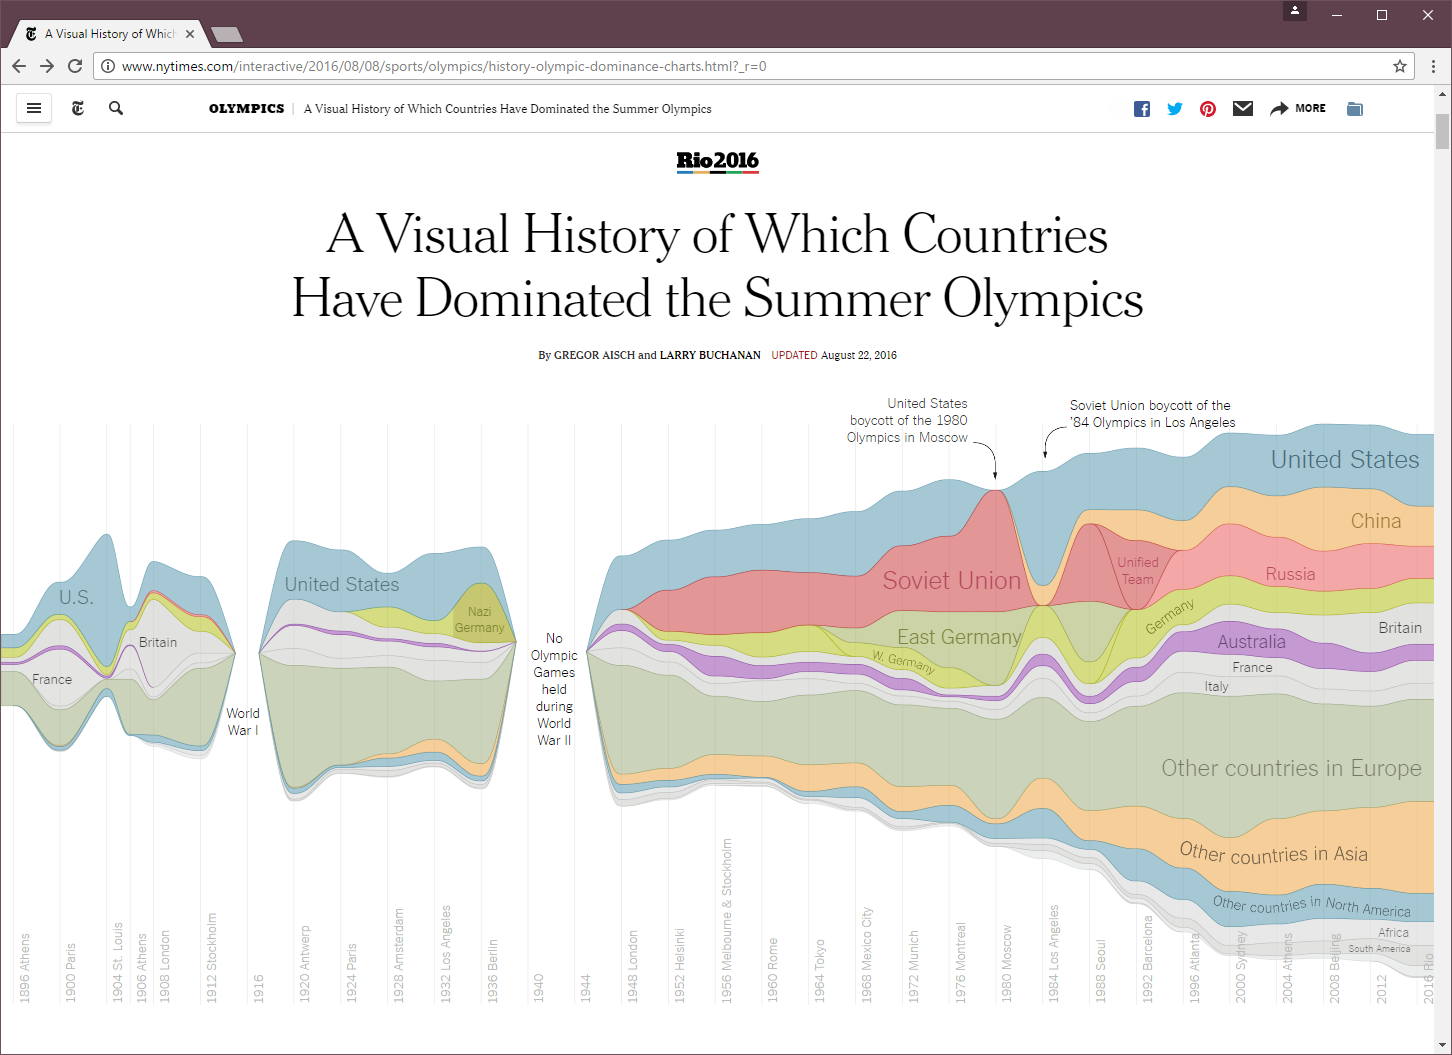 A Visual History of Which
www.nytimes.com/interactive/2016/08/08/sports/olympics/history-olympic-dominance-charts.html?_r=0
OLYMPICS | A Visual History of Which Countries Have Dominated the Summer Olympics
MORE
Rio2016
A Visual History of Which Countries
Have Dominated the Summer Olympics
By GREGOR AISCH and LARRY BUCHANAN UPDATED August 22, 2016
United States
boycott of the 1980
Olympics in Moscow
Soviet Union boycott of the
'84 Olympics in Los Angeles
United States
China
Unified
Team
Soviet Union
Russia
United States
U.S.
Nazi
Germany
Germany
Britain
Britain
East Germany
W. Germany
Australia
No
Olympic
Games
held
during
World
War II
France
France
Italy
World
War I
Other countries in Europe
Other countries in Asia
Other countries in North America
Africa
South America
1896 Athens
1900 Paris
1904 St. Louis
1906 Athens
1908 London
1912 Stockholm
1916
1920 Antwerp
1924 Paris
1928 Amsterdam
1932 Los Angeles
1936 Berlin
1940
1944
1948 London
1952 Helsinki
1956 Melbourne & Stockholm
1960 Rome
1964 Tokyo
1968 Mexico City
1972 Munich
1976 Montreal
1980 Moscow
1984 Los Angeles
1988 Seoul
1992 Barcelona
1996 Atlanta
2000 Sydney
2004 Athens
2008 Beijing
2012
2016 Rio